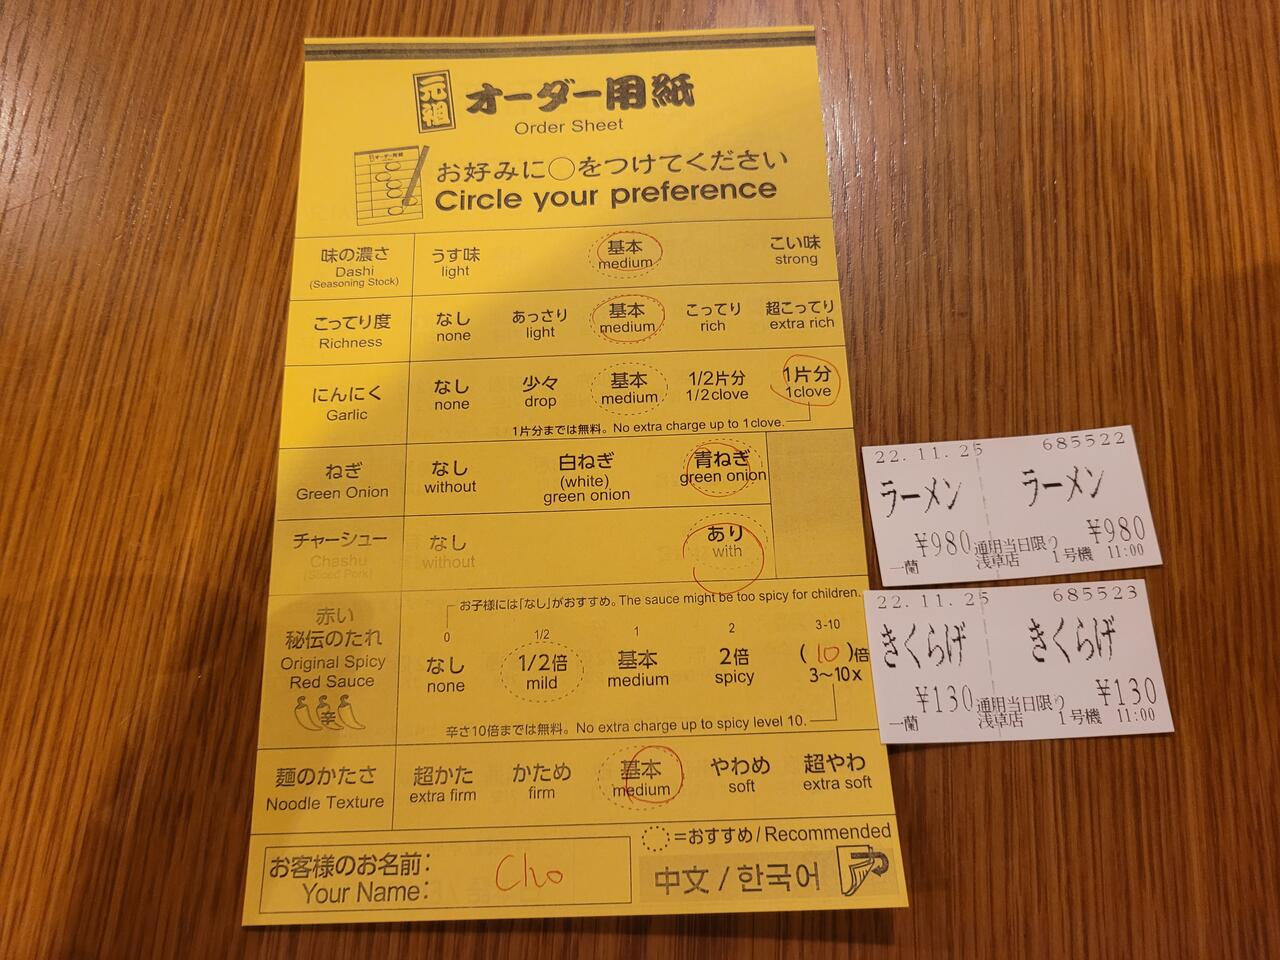 元祖 オーダー用紙
Order Sheet
お好みに○をつけてください
Circle your preference
味の濃さ
Dashi
(Seasoning Stock)
うす味
light
基本
medium
こい味
strong
こってり度
Richness
なし
none
あっさり
light
基本
medium
こってり
rich
超こってり
extra rich
にんにく
Garlic
なし
none
少々
drop
基本
medium
1/2片分
1/2clove
1片分
1clove
1片分までは無料。No extra charge up to 1clove.
ねぎ
Green Onion
なし
without
白ねぎ
(white)
green onion
青ねぎ
green onion
チャーシュー
Chashu
(Sliced Pork)
なし
without
あり
with
お子様には「なし」がおすすめ。The sauce might be too spicy for children.
赤い
秘伝のたれ
Original Spicy
Red Sauce
辛
0
なし
none
1/2
1/2倍
mild
1
基本
medium
2
2倍
spicy
3-10
(10)倍
3〜10x
辛さ10倍までは無料。No extra charge up to spicy level 10.
麺のかたさ
Noodle Texture
超かた
extra firm
かため
firm
基本
medium
やわめ
soft
超やわ
extra soft
=おすすめ/Recommended
お客様のお名前:
Your Name:
Cho
中文 / 한국어
22.11.25 685522
ラーメン ラーメン
¥980 通用当日限り ¥980
一蘭 浅草店 1号機 11:00
22.11.25 685523
きくらげ きくらげ
¥130 通用当日限り ¥130
一蘭 浅草店 1号機 11:00